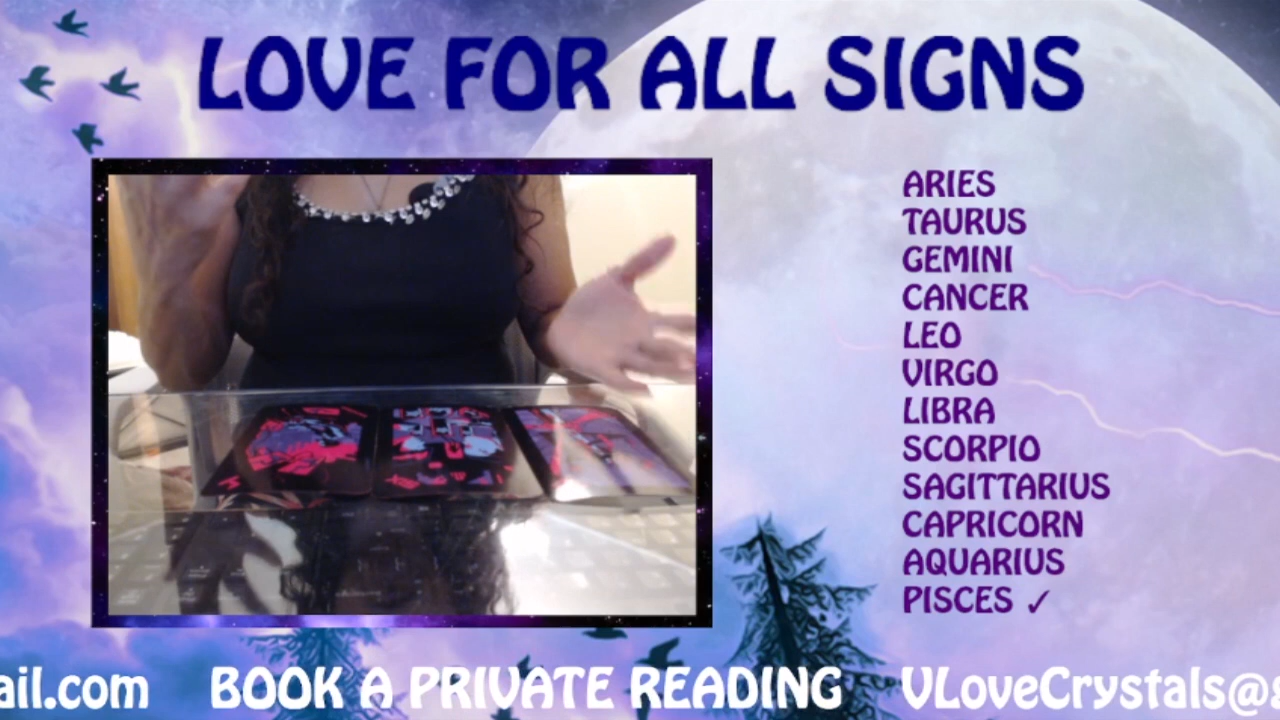 LOVE FOR ALL SIGNS
ARIES
TAURUS
GEMINI
CANCER
LEO
VIRGO
LIBRA
SCORPIO
SAGITTARIUS
CAPRICORN
AQUARIUS
PISCES ✓
ail.com BOOK A PRIVATE READING VLoveCrystals@